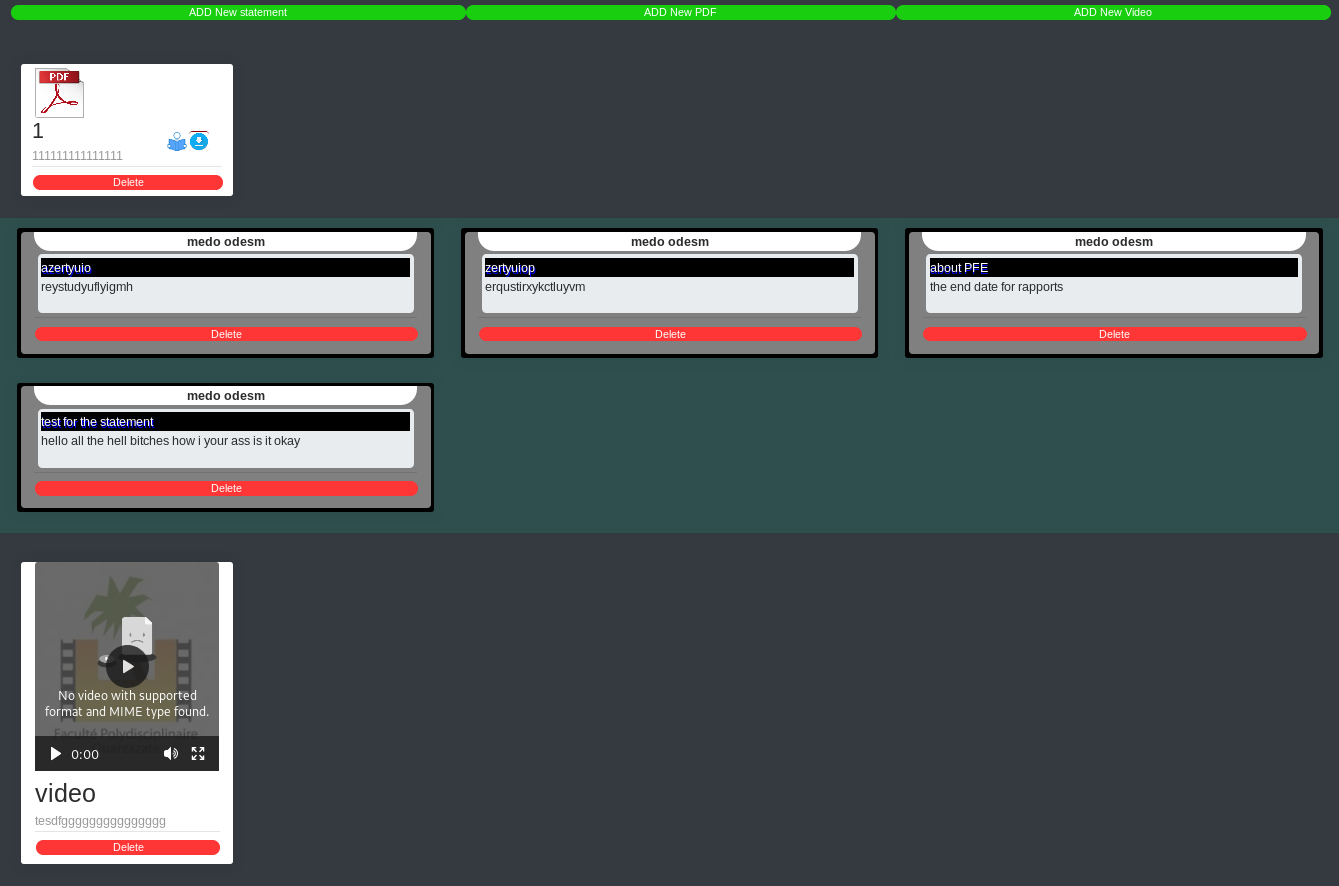 ADD New statement
ADD New PDF
ADD New Video
PDF
1
111111111111111
Delete
medo odesm
azertyuio
reystudyuflyigmh
Delete
medo odesm
zertyuiop
erqustirxykctluyvm
Delete
medo odesm
about PFE
the end date for rapports
Delete
medo odesm
test for the statement
hello all the hell bitches how i your ass is it okay
Delete
No video with supported
format and MIME type found.
Faculté Polydisciplinaire
0:00
video
tesdfggggggggggggggg
Delete